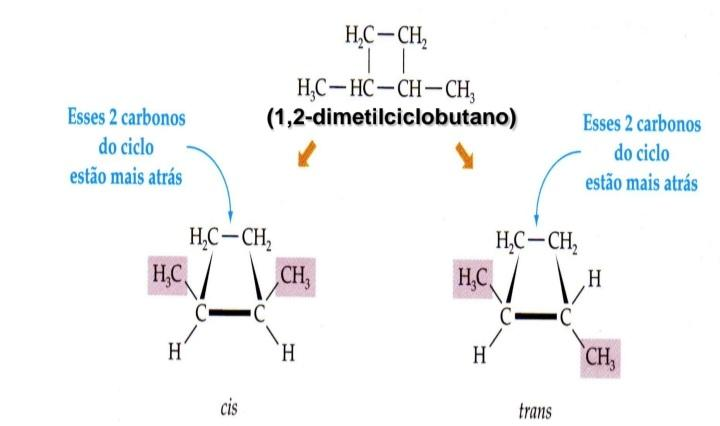 H₂C—CH₂
H₃C—HC—CH—CH₃
(1,2-dimetilciclobutano)
Esses 2 carbonos
do ciclo
estão mais atrás
Esses 2 carbonos
do ciclo
estão mais atrás
H₂C—CH₂
H₃C CH₃
C C
H H
cis
H₂C—CH₂
H₃C H
C C
H CH₃
trans